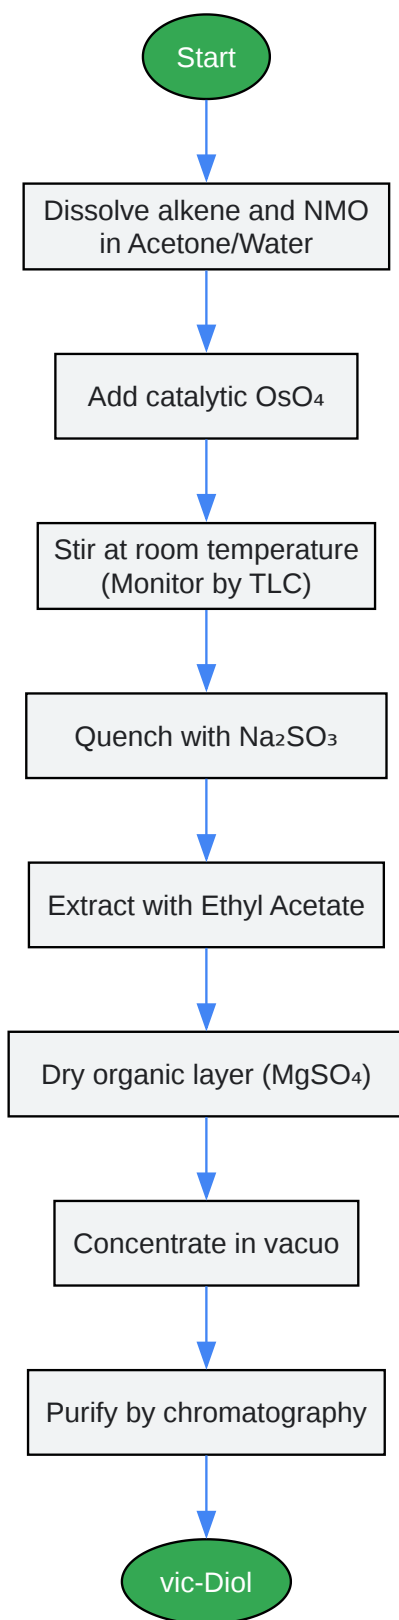 Start
Dissolve alkene and NMO
in Acetone/Water
Add catalytic OsO₄
Stir at room temperature
(Monitor by TLC)
Quench with Na₂SO₃
Extract with Ethyl Acetate
Dry organic layer (MgSO₄)
Concentrate in vacuo
Purify by chromatography
vic-Diol